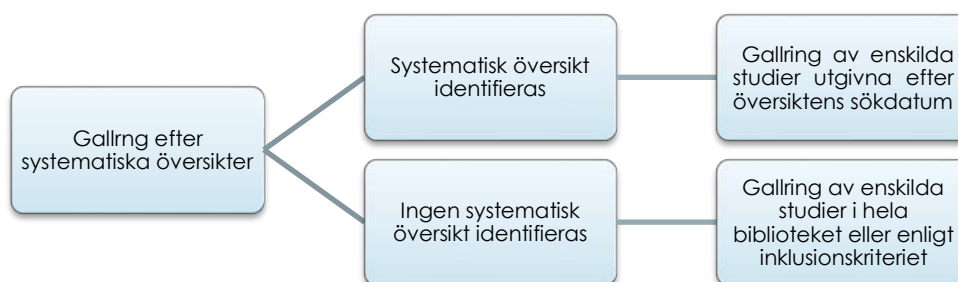 Gallrng efter
systematiska översikter
Systematisk översikt
identifieras
Gallring av enskilda
studier utgivna efter
översiktens sökdatum
Ingen systematisk
översikt identifieras
Gallring av enskilda
studier i hela
biblioteket eller enligt
inklusionskriteriet